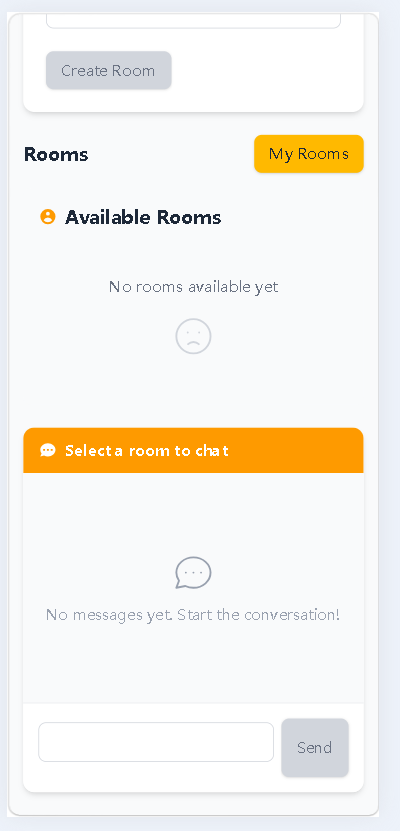 Create Room
Rooms
My Rooms
Available Rooms
No rooms available yet
Select a room to chat
No messages yet. Start the conversation!
Send